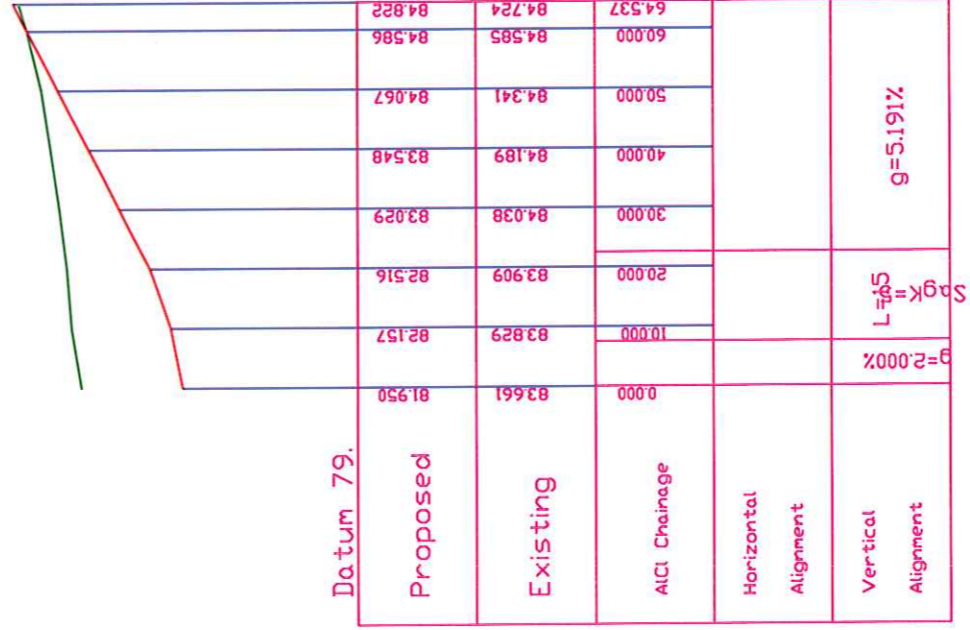 Datum 79.
Proposed 81.950 82.157 82.516 83.029 83.548 84.067 84.586 84.822
Existing 83.661 83.829 83.909 84.038 84.189 84.341 84.585 84.724
AlCl Chainage 0.000 10.000 20.000 30.000 40.000 50.000 60.000 64.537
Horizontal
Alignment
Vertical
Alignment
g=2.000%
L=15
SagK=
g=5.191%